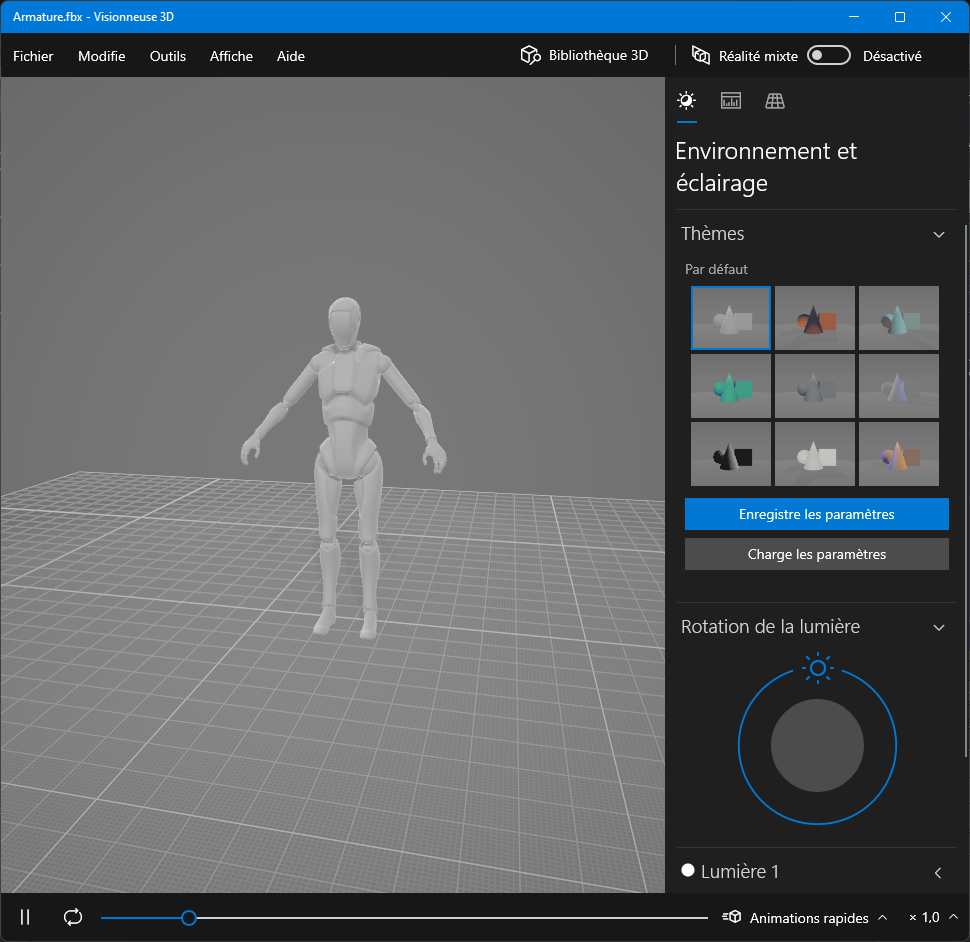 Armature.fbx - Visionneuse 3D
Fichier Modifie Outils Affiche Aide Bibliothèque 3D Réalité mixte Désactivé
Environnement et
éclairage
Thèmes
Par défaut
Enregistre les paramètres
Charge les paramètres
Rotation de la lumière
Lumière 1
Animations rapides × 1,0